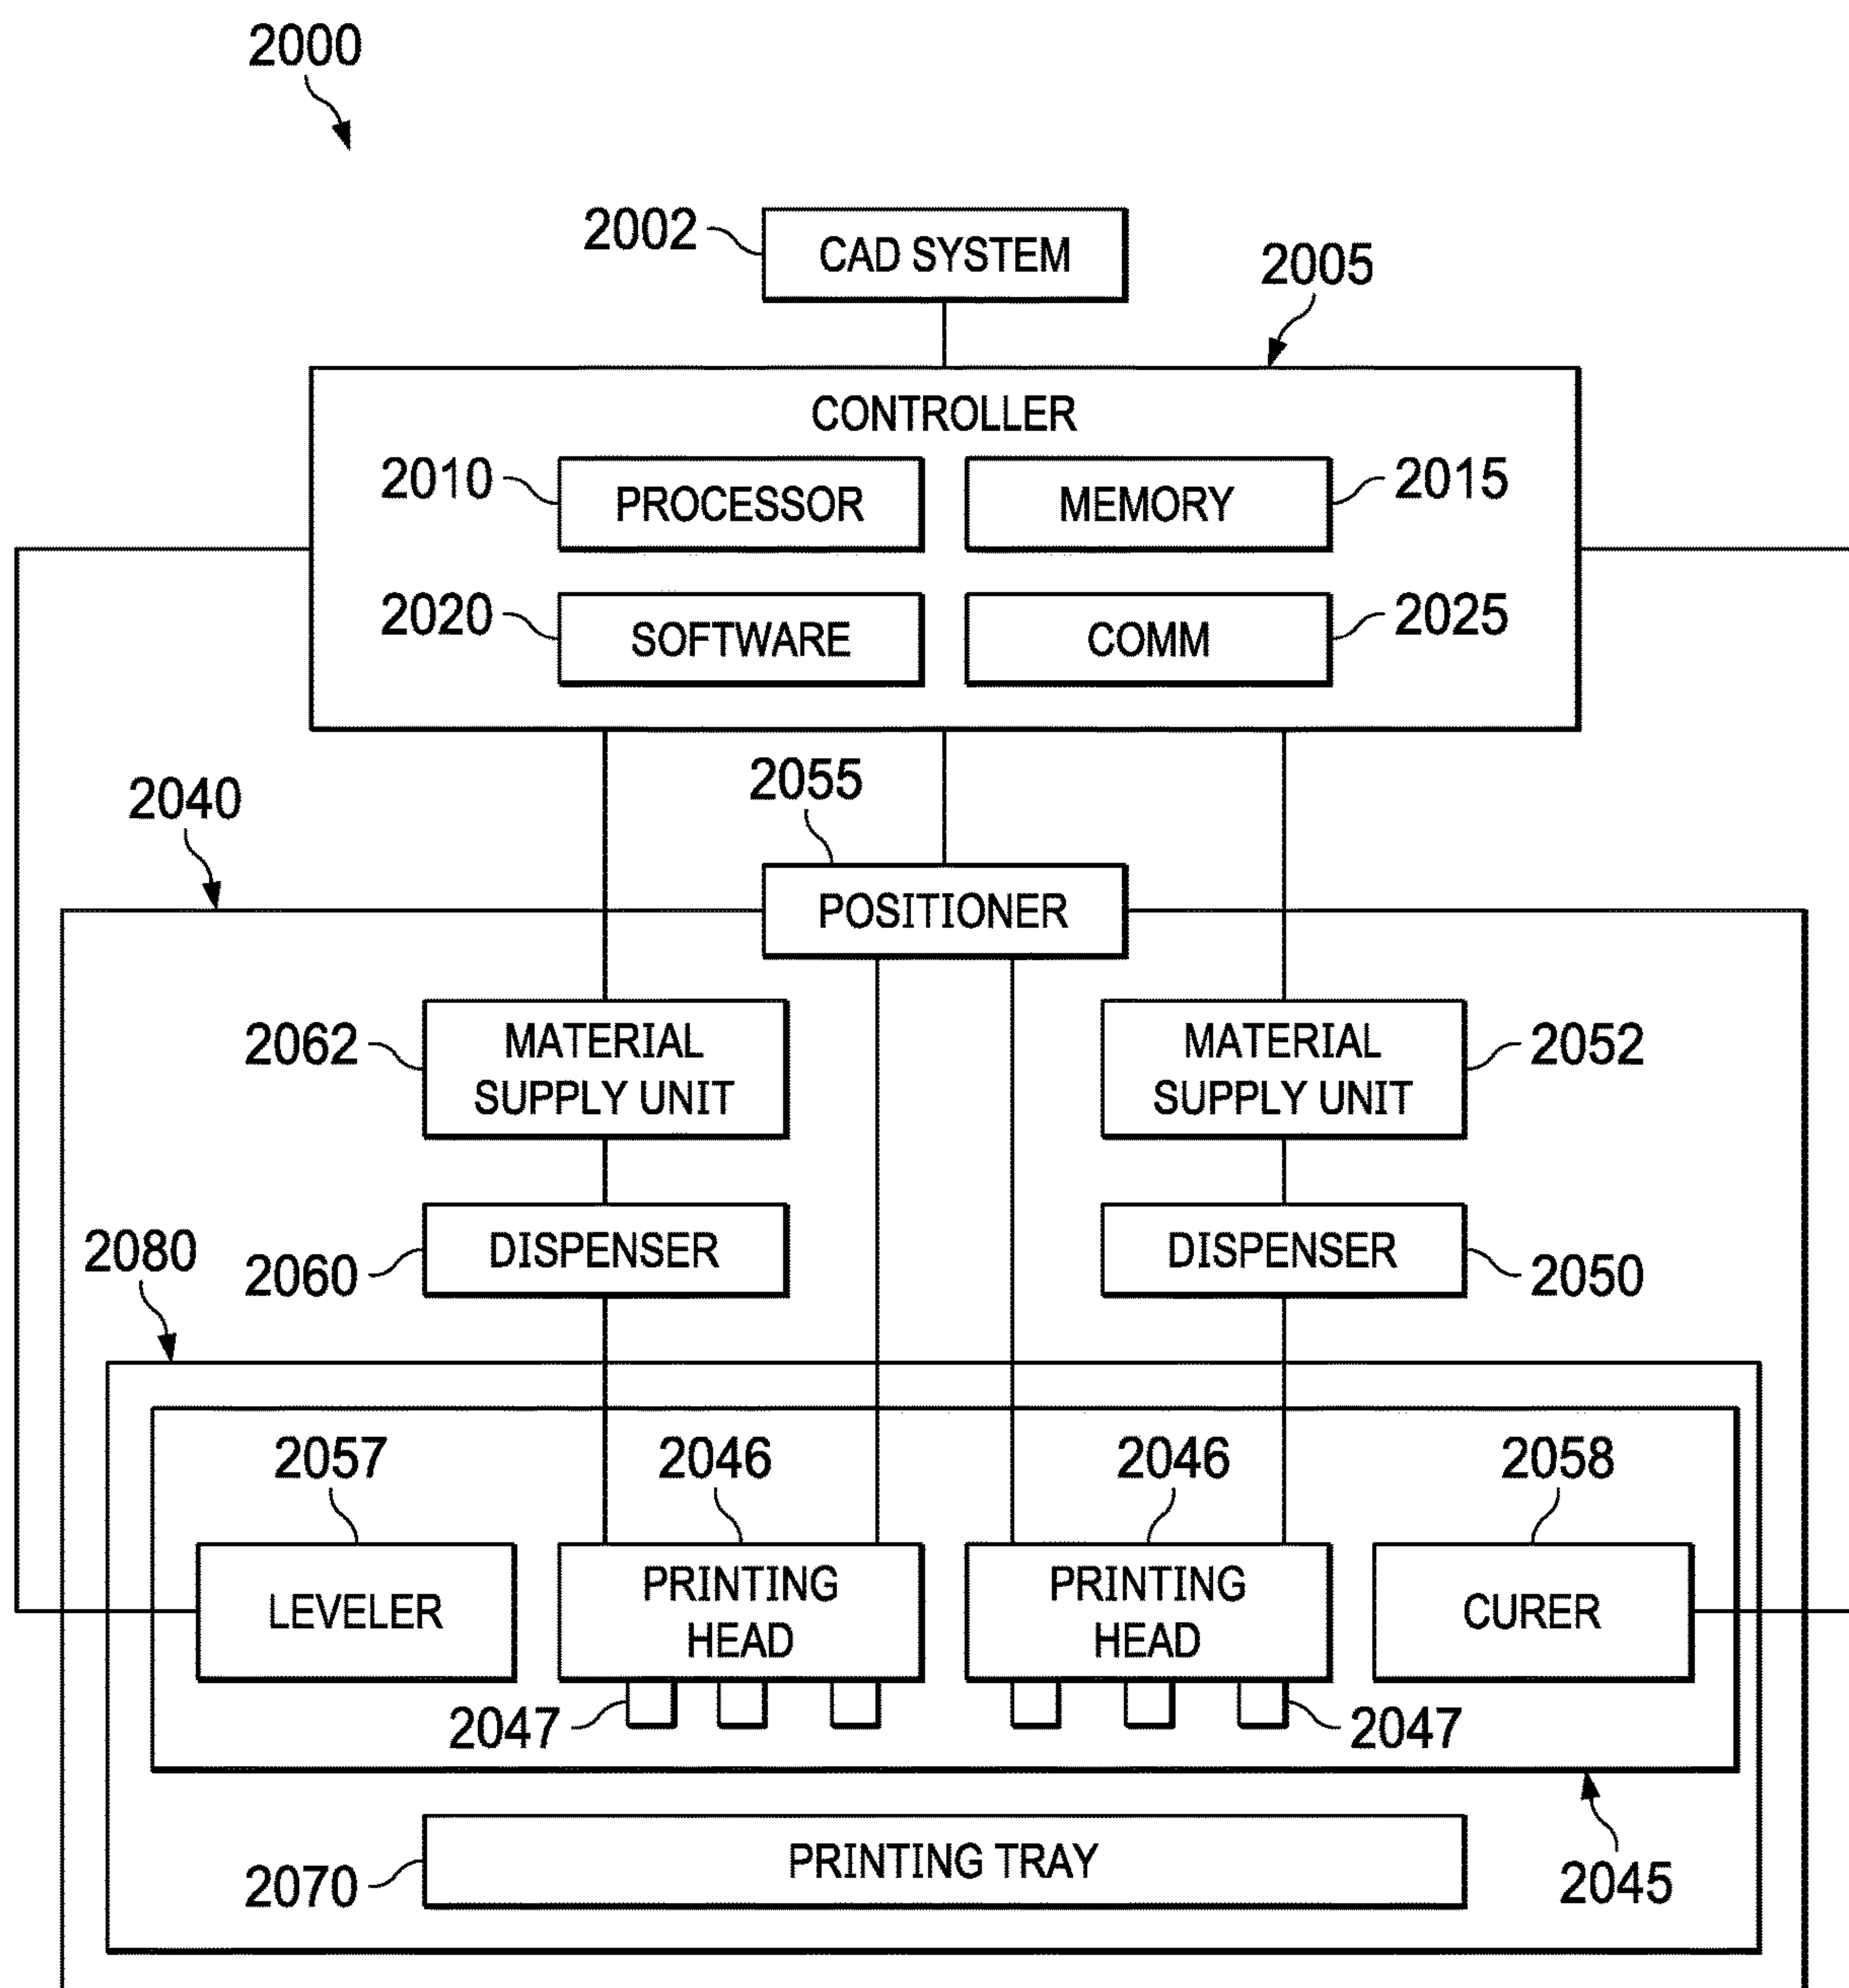 2000
2002
CAD SYSTEM
2005
CONTROLLER
2010
PROCESSOR
MEMORY
2015
2020
SOFTWARE
COMM
2025
2040
2055
POSITIONER
2062
MATERIAL
SUPPLY UNIT
MATERIAL
SUPPLY UNIT
2052
2080
2060
DISPENSER
DISPENSER
2050
2057
2046
2046
2058
LEVELER
PRINTING
HEAD
PRINTING
HEAD
CURER
2047
2047
2070
PRINTING TRAY
2045